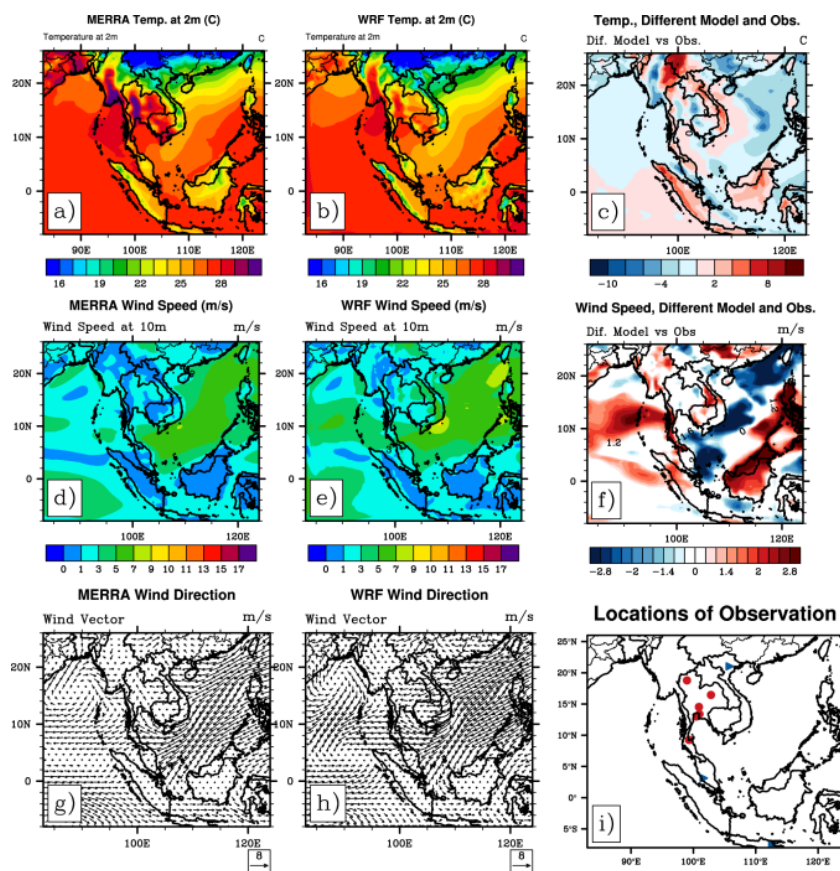 MERRA Temp. at 2m (C)
Temperature at 2m C
20N
10N
0
a)
90E 100E 110E 120E
16 19 22 25 28
WRF Temp. at 2m (C)
Temperature at 2m C
20N
10N
0
b)
90E 100E 110E 120E
16 19 22 25 28
Temp., Different Model and Obs.
Dif. Model vs Obs. C
20N
10N
0
c)
100E 120E
-10 -4 2 8
MERRA Wind Speed (m/s)
Wind Speed at 10m m/s
20N
10N
0
d)
100E 120E
0 1 3 5 7 9 10 11 13 15 17
WRF Wind Speed (m/s)
Wind Speed at 10m m/s
20N
10N
0
e)
100E 120E
0 1 3 5 7 9 10 11 13 15 17
Wind Speed, Different Model and Obs.
Dif. Model vs Obs m/s
20N
10N
0
1.2
0
f)
100E 120E
-2.8 -2 -1.4 0 1.4 2 2.8
MERRA Wind Direction
Wind Vector m/s
20N
10N
0
g)
100E 120E
8
WRF Wind Direction
Wind Vector m/s
20N
10N
0
h)
100E 120E
8
Locations of Observation
25°N
20°N
15°N
10°N
5°N
0°
5°S
i)
90°E 100°E 110°E 120°E